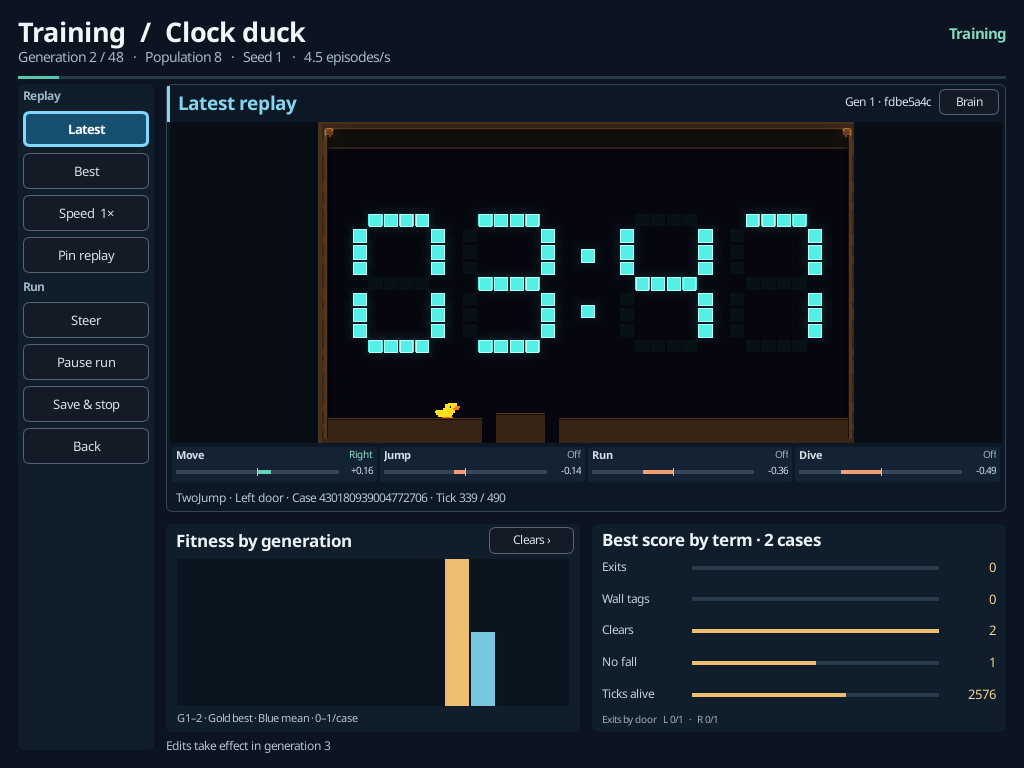 Training / Clock duck
Generation 2 / 48 · Population 8 · Seed 1 · 4.5 episodes/s
Training
Replay
Latest
Best
Speed 1×
Pin replay
Run
Steer
Pause run
Save & stop
Back
Latest replay
Gen 1 · fdbe5a4c
Brain
03:47
Move Right +0.16
Jump Off -0.14
Run Off -0.36
Dive Off -0.49
TwoJump · Left door · Case 430180939004772706 · Tick 339 / 490
Fitness by generation
Clears ›
G1–2 · Gold best · Blue mean · 0–1/case
Best score by term · 2 cases
Exits 0
Wall tags 0
Clears 2
No fall 1
Ticks alive 2576
Exits by door L 0/1 · R 0/1
Edits take effect in generation 3